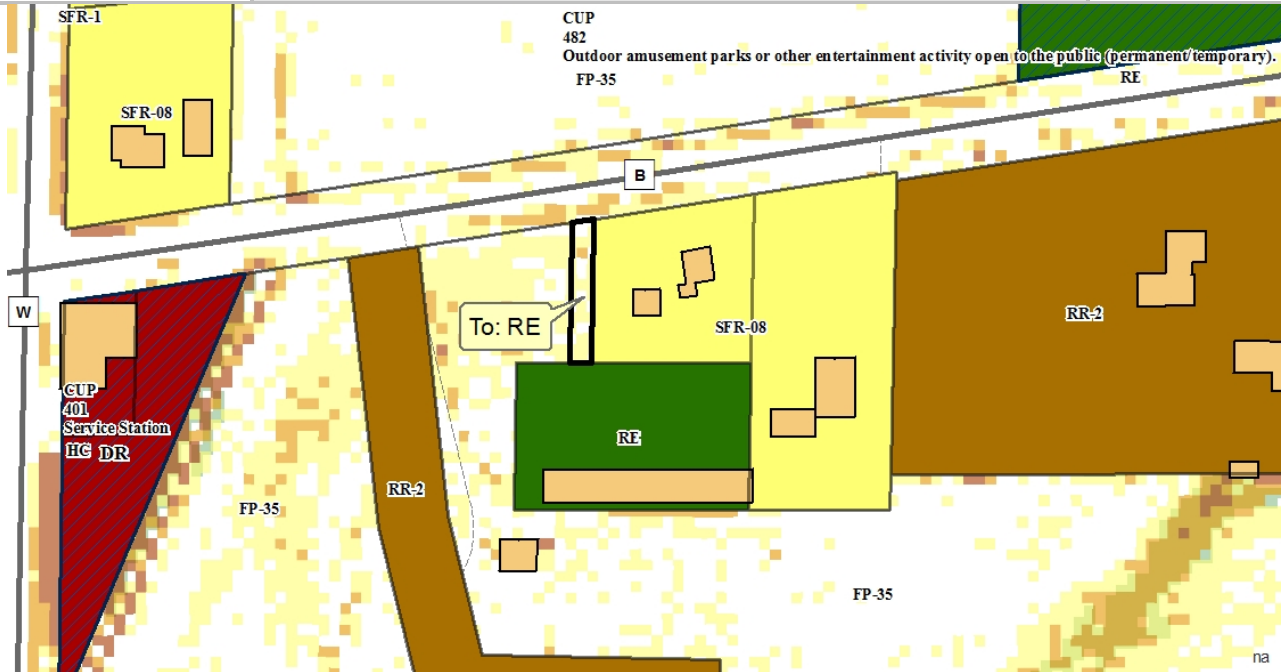 SFR-1
CUP
482
Outdoor amusement parks or other entertainment activity open to the public (permanent/temporary).
FP-35
RE
SFR-08
B
W
To: RE
SFR-08
RR-2
CUP
401
Service Station
HC DR
RE
RR-2
FP-35
FP-35
na